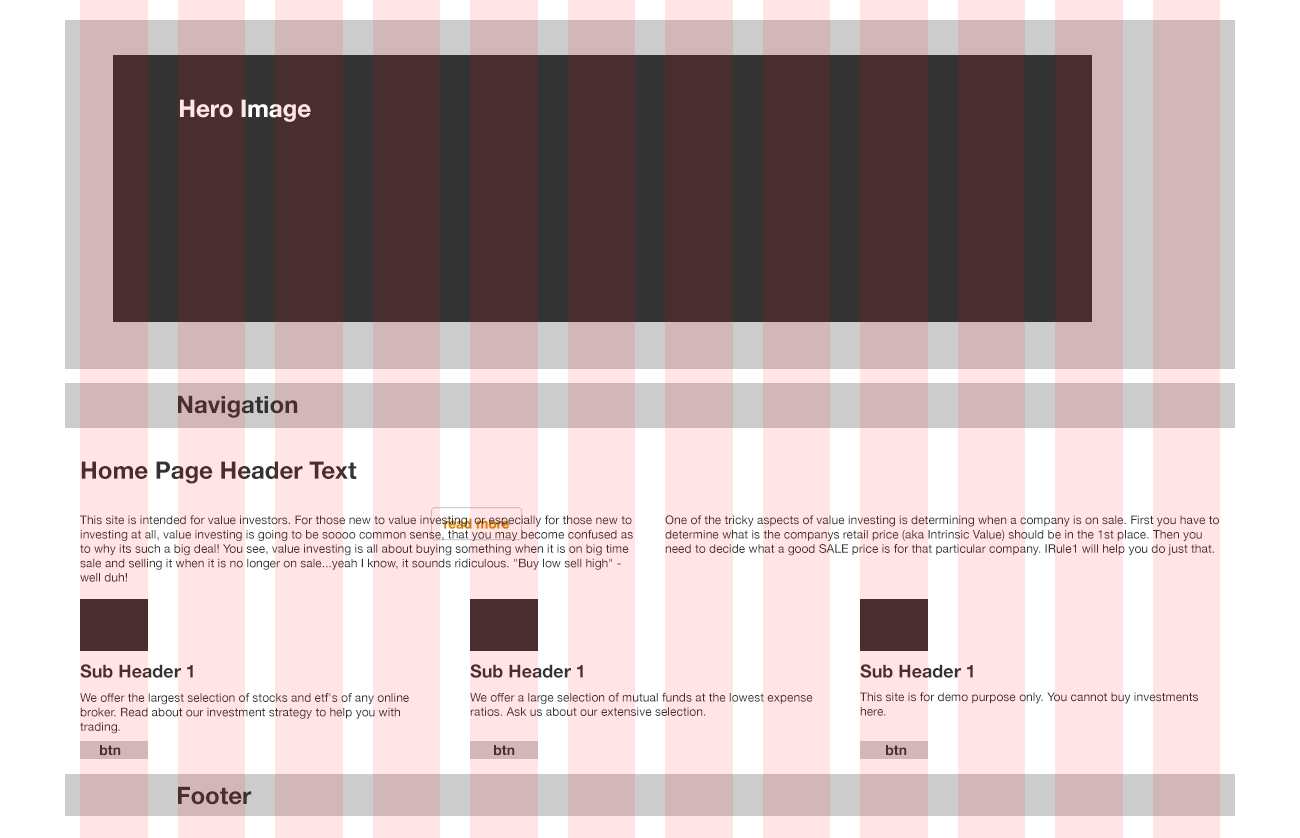 Hero Image
Navigation
Home Page Header Text
This site is intended for value investors. For those new to value investing, or especially for those new to
investing at all, value investing is going to be soooo common sense, that you may become confused as
to why its such a big deal! You see, value investing is all about buying something when it is on big time
sale and selling it when it is no longer on sale...yeah I know, it sounds ridiculous. "Buy low sell high" -
well duh!
read more
One of the tricky aspects of value investing is determining when a company is on sale. First you have to
determine what is the companys retail price (aka Intrinsic Value) should be in the 1st place. Then you
need to decide what a good SALE price is for that particular company. IRule1 will help you do just that.
Sub Header 1
We offer the largest selection of stocks and etf's of any online
broker. Read about our investment strategy to help you with
trading.
btn
Sub Header 1
We offer a large selection of mutual funds at the lowest expense
ratios. Ask us about our extensive selection.
btn
Sub Header 1
This site is for demo purpose only. You cannot buy investments
here.
btn
Footer